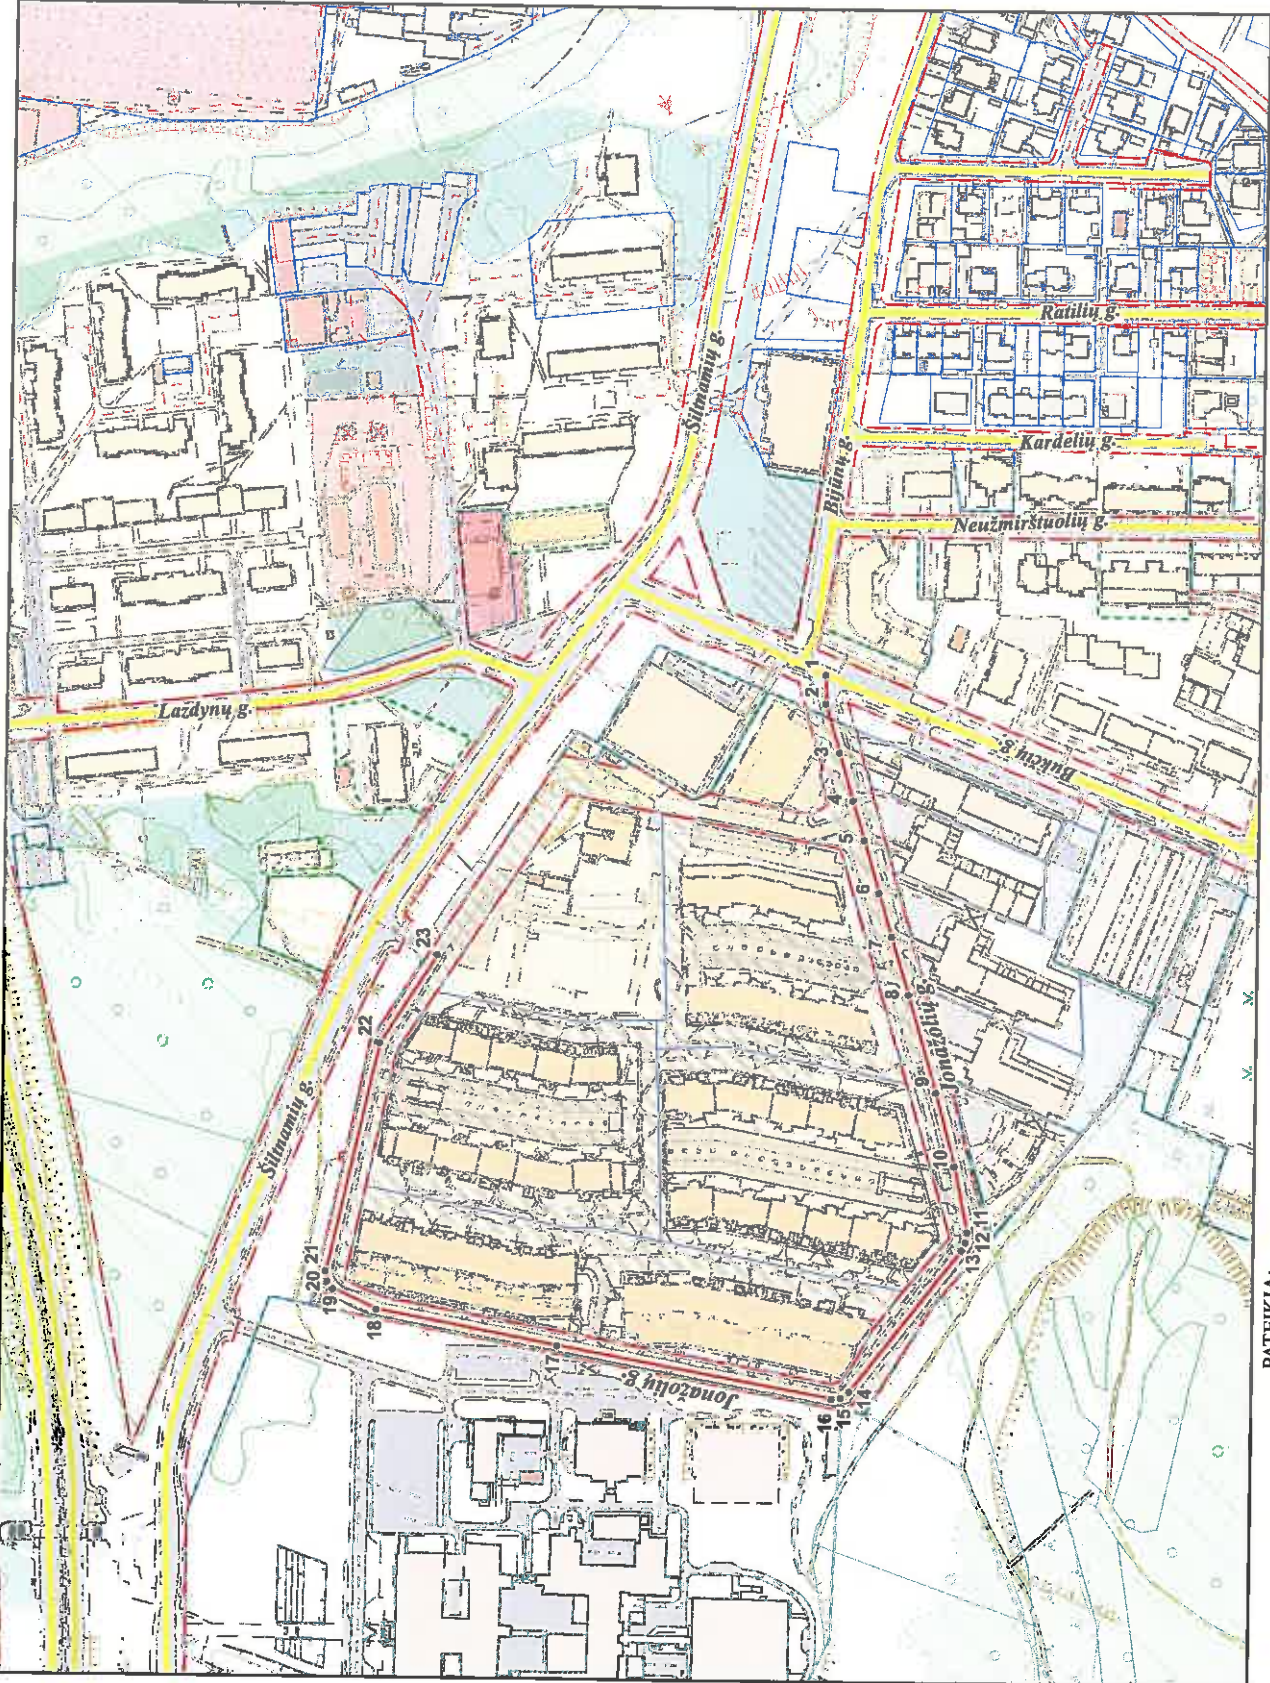 Lazdynų g.
Šiltnamių g.
Šiltnamių g.
Bijūnų g.
Ratilių g.
Kardelių g.
Neužmirštuolių g.
Bukčių g.
Jonažolių g.
Jonažolių g.
1
2
3
4
5
6
7
8
9
10
11
12
13
14
15
16
17
18
19
20
21
22
23
PATEIKIA: